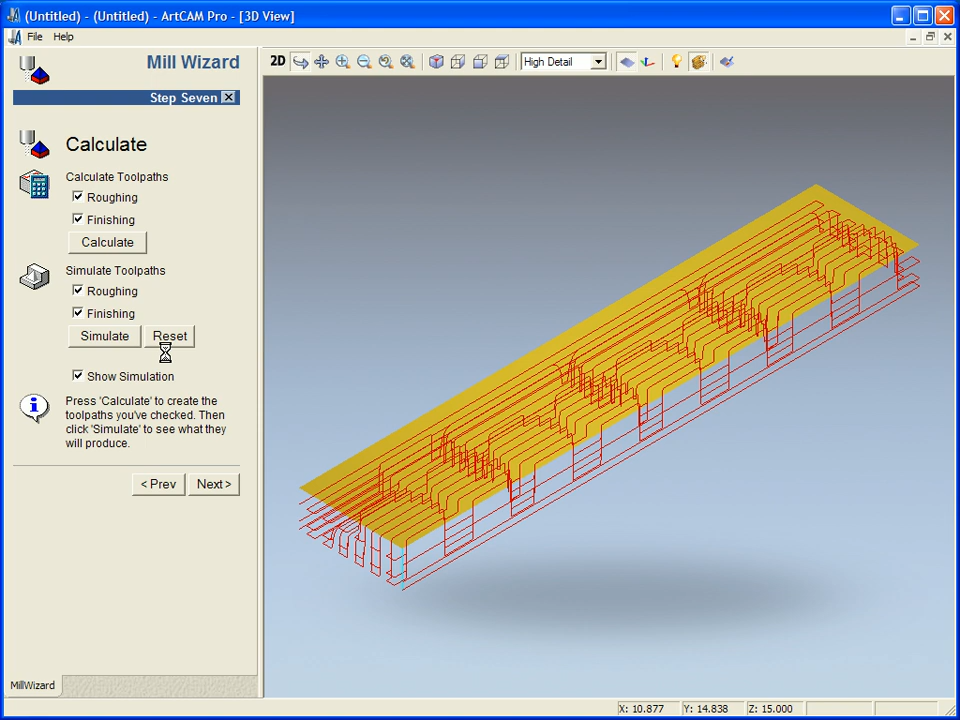 (Untitled) - (Untitled) - ArtCAM Pro - [3D View]
File Help
Mill Wizard
2D
High Detail
Step Seven
Calculate
Calculate Toolpaths
Roughing
Finishing
Calculate
Simulate Toolpaths
Roughing
Finishing
Simulate Reset
Show Simulation
Press 'Calculate' to create the
toolpaths you've checked. Then
click 'Simulate' to see what they
will produce.
< Prev Next>
MillWizard
X: 10.877 Y: 14.838 Z: 15.000